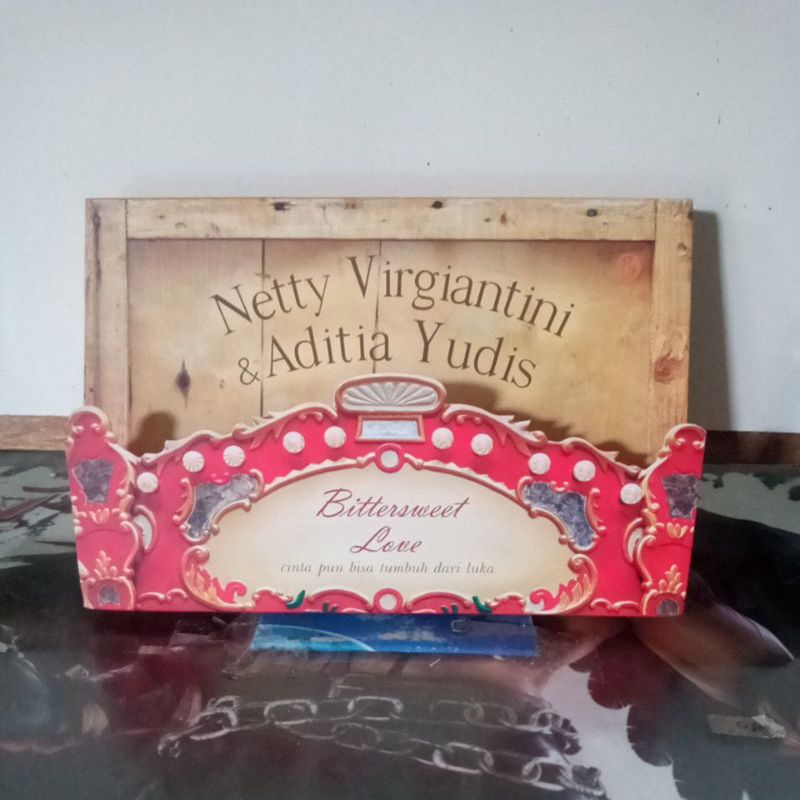 Netty Virgiantini
& Aditia Yudis
Bittersweet
Love
cinta pun bisa tumbuh dari luka